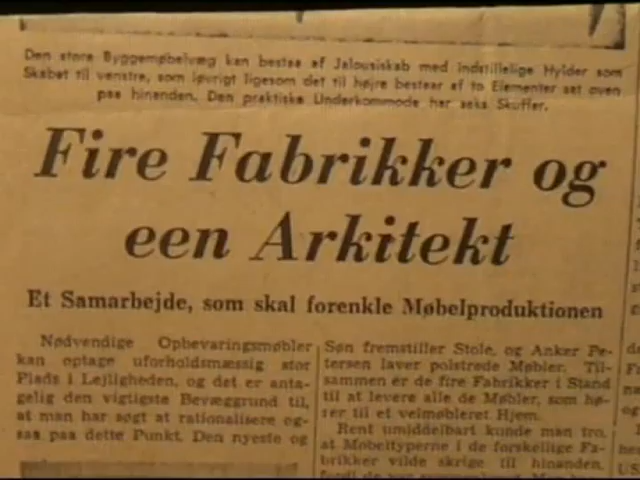 Den store Byggemøbelvæg kan bestaa af Jalousiskab med indstillelige Hylder som
Skabet til venstre, som iøvrigt ligesom det til højre bestaar af to Elementer sat oven
paa hinanden. Den praktiske Underkommode har seks Skuffer.
Fire Fabrikker og
een Arkitekt
Et Samarbejde, som skal forenkle Møbelproduktionen
Nødvendige Opbevaringsmøbler
kan optage uforholdsmæssig stor
Plads i Lejligheden, og det er anta-
gelig den vigtigste Bevæggrund til,
at man har søgt at rationalisere og-
saa paa dette Punkt. Den nyeste og
Søn fremstiller Stole, og Anker Pe-
tersen laver polstrede Møbler. Til-
sammen er de fire Fabrikker i Stand
til at levere alle de Møbler, som hø-
rer til et velmøbleret Hjem.
Rent umiddelbart kunde man tro,
at Møbeltyperne i de forskellige Fa-
brikker vilde skrige til hinanden,